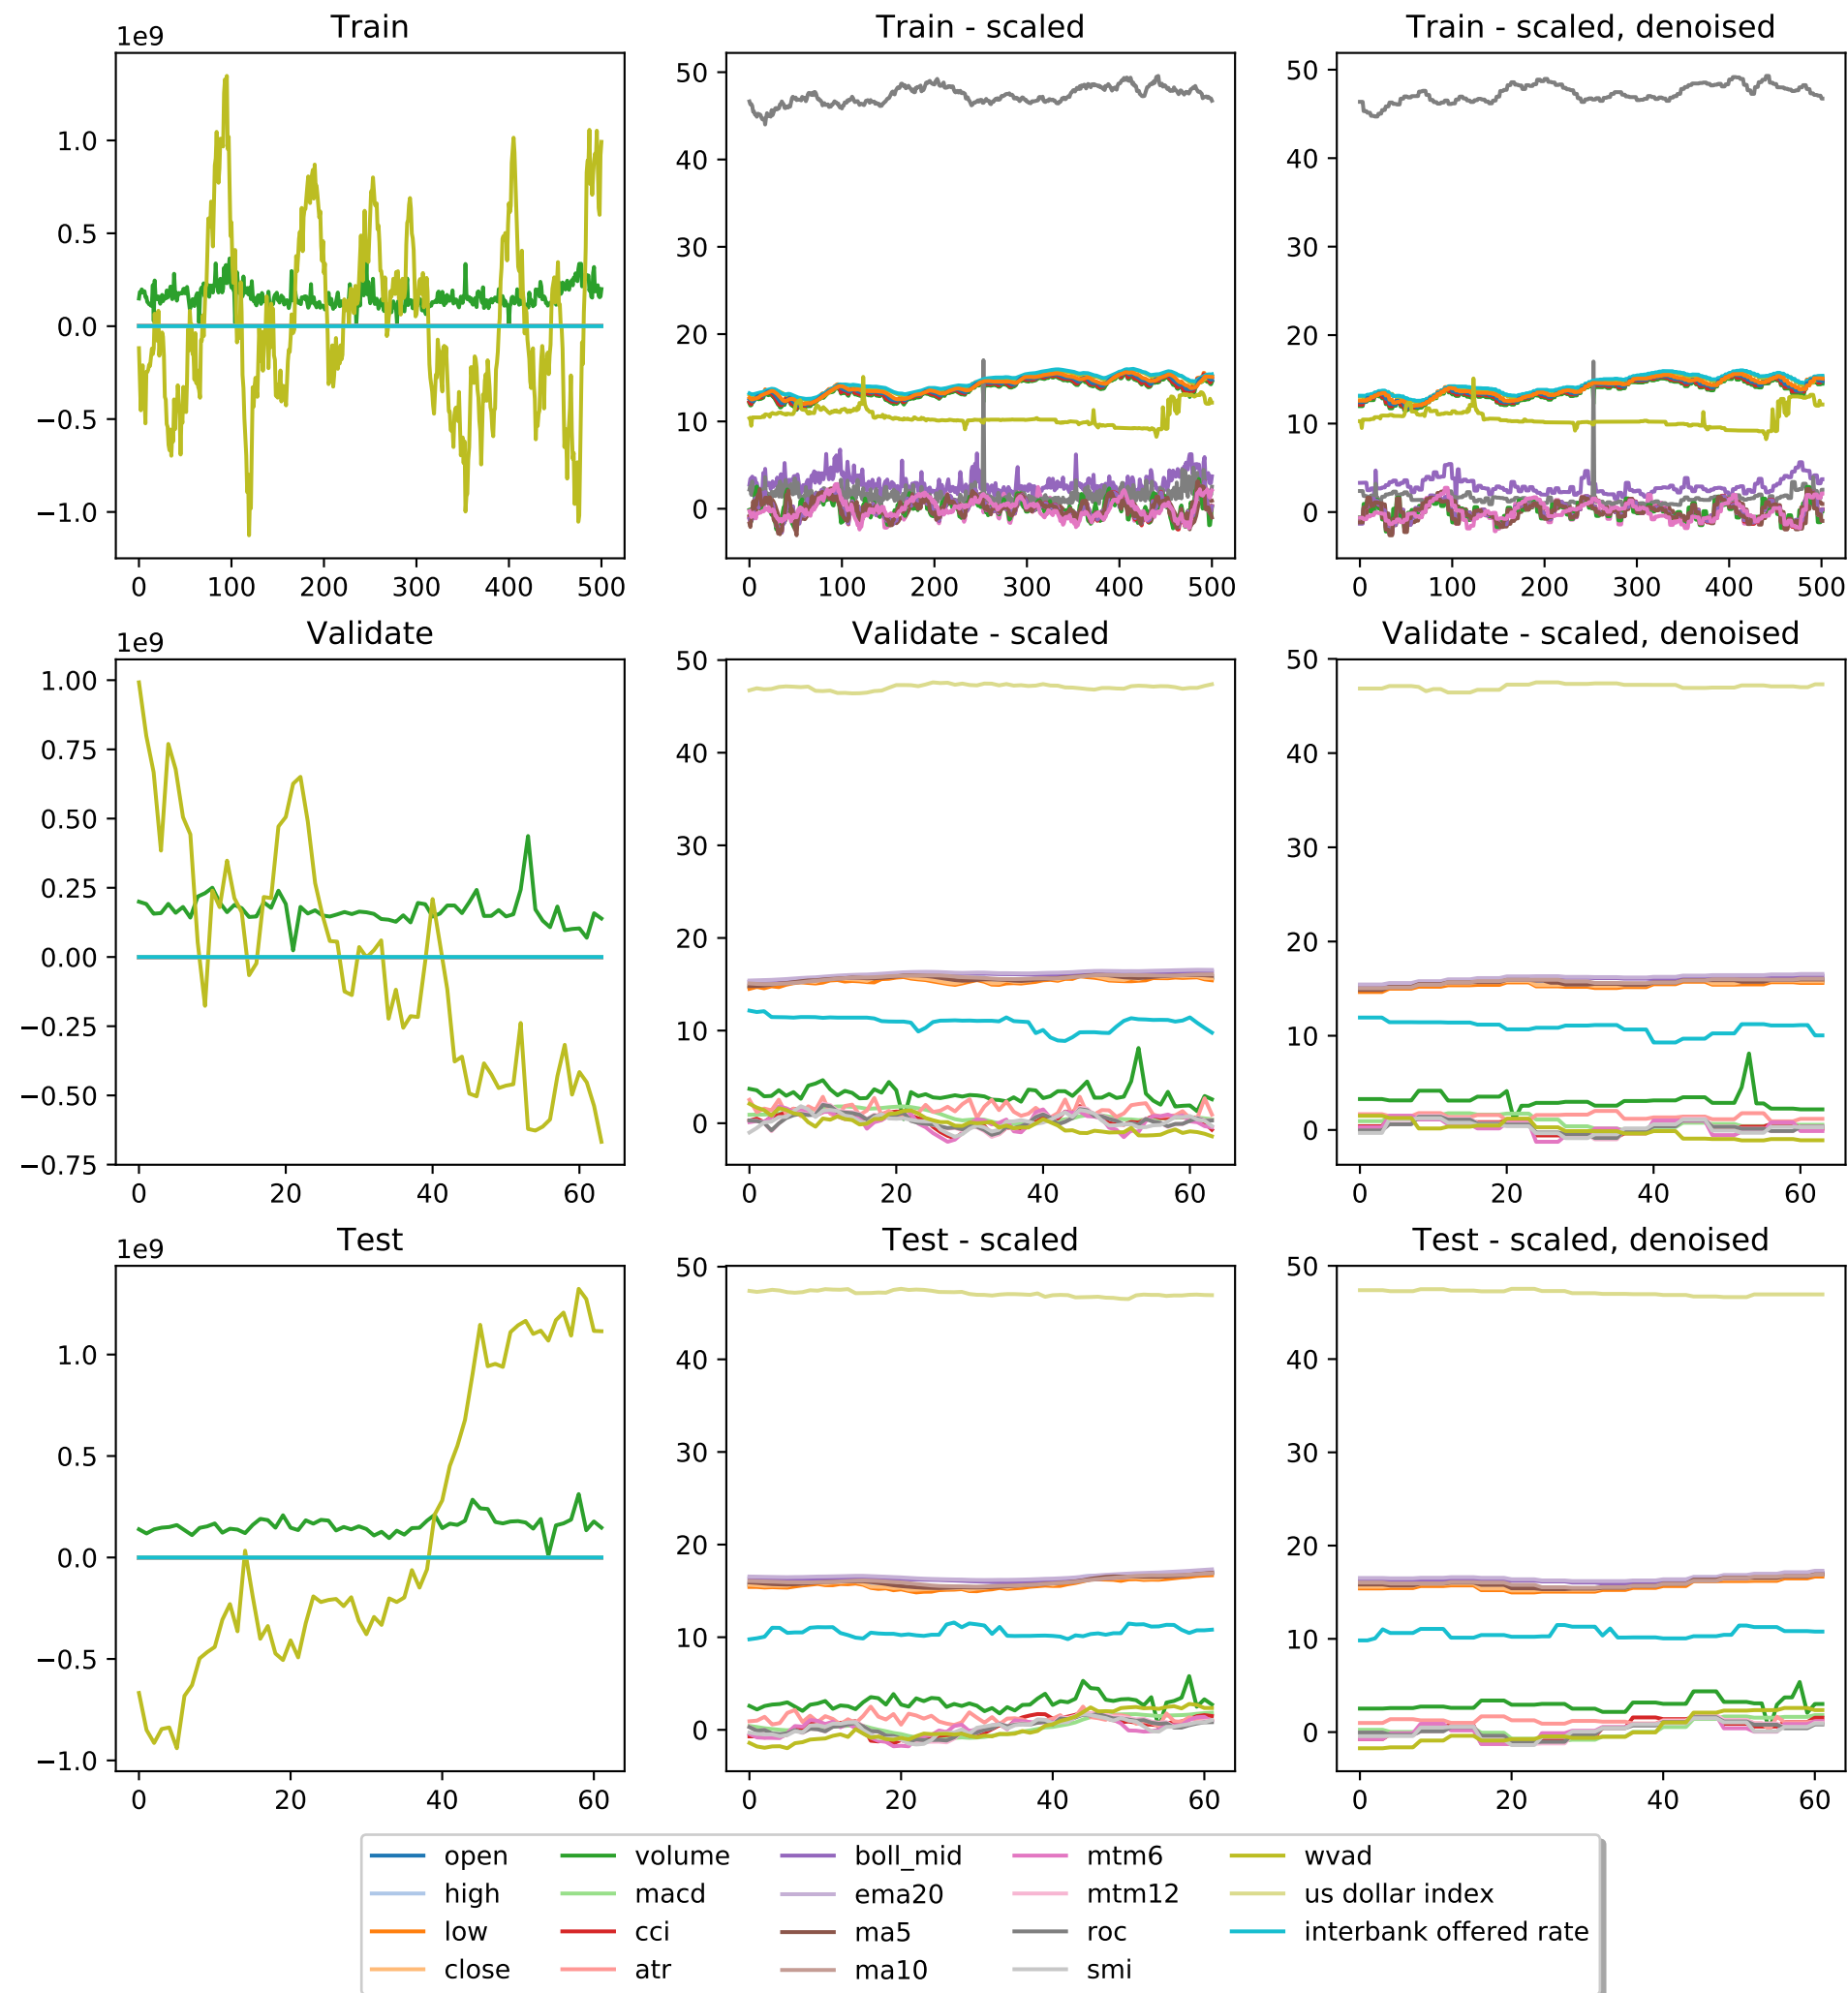 Train
Train - scaled
Train - scaled, denoised
1e9
1.0
0.5
0.0
−0.5
−1.0
0 100 200 300 400 500
50
40
30
20
10
0
0 100 200 300 400 500
50
40
30
20
10
0
0 100 200 300 400 500
Validate
Validate - scaled
Validate - scaled, denoised
1e9
1.00
0.75
0.50
0.25
0.00
−0.25
−0.50
−0.75
0 20 40 60
50
40
30
20
10
0
0 20 40 60
50
40
30
20
10
0
0 20 40 60
Test
Test - scaled
Test - scaled, denoised
1e9
1.0
0.5
0.0
−0.5
−1.0
0 20 40 60
50
40
30
20
10
0
0 20 40 60
50
40
30
20
10
0
0 20 40 60
open volume boll_mid mtm6 wvad
high macd ema20 mtm12 us dollar index
low cci ma5 roc interbank offered rate
close atr ma10 smi